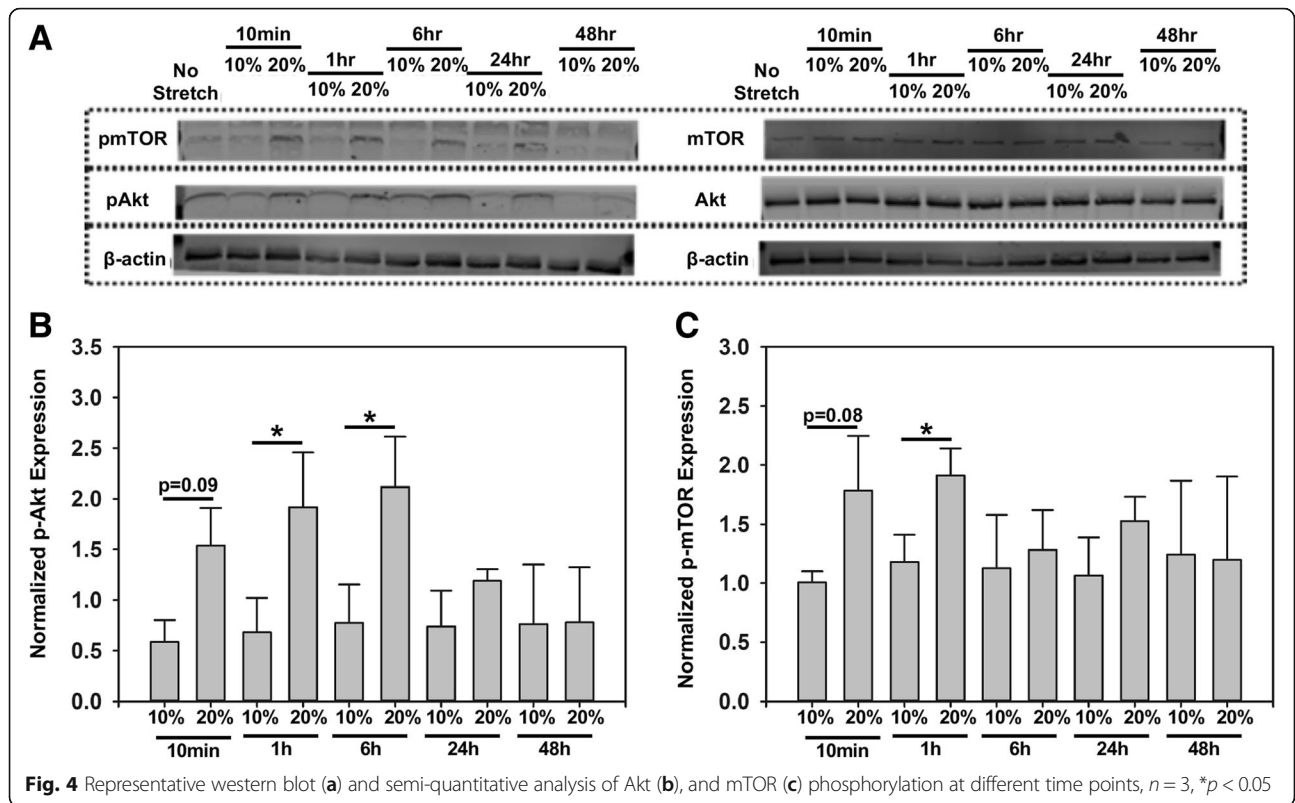 A
10min 6hr 48hr 10min 6hr 48hr
No 10% 20% 1hr 10% 20% 24hr 10% 20% No 10% 20% 1hr 10% 20% 24hr 10% 20%
Stretch 10% 20% 10% 20% Stretch 10% 20% 10% 20%
pmTOR mTOR
pAkt Akt
β-actin β-actin
B
Normalized p-Akt Expression
3.5
3.0
2.5
2.0
1.5
1.0
0.5
0.0
p=0.09
*
*
10% 20% 10% 20% 10% 20% 10% 20% 10% 20%
10min 1h 6h 24h 48h
C
Normalized p-mTOR Expression
3.0
2.5
2.0
1.5
1.0
0.5
0.0
p=0.08
*
10% 20% 10% 20% 10% 20% 10% 20% 10% 20%
10min 1h 6h 24h 48h
Fig. 4 Representative western blot (a) and semi-quantitative analysis of Akt (b), and mTOR (c) phosphorylation at different time points, n = 3, *p < 0.05